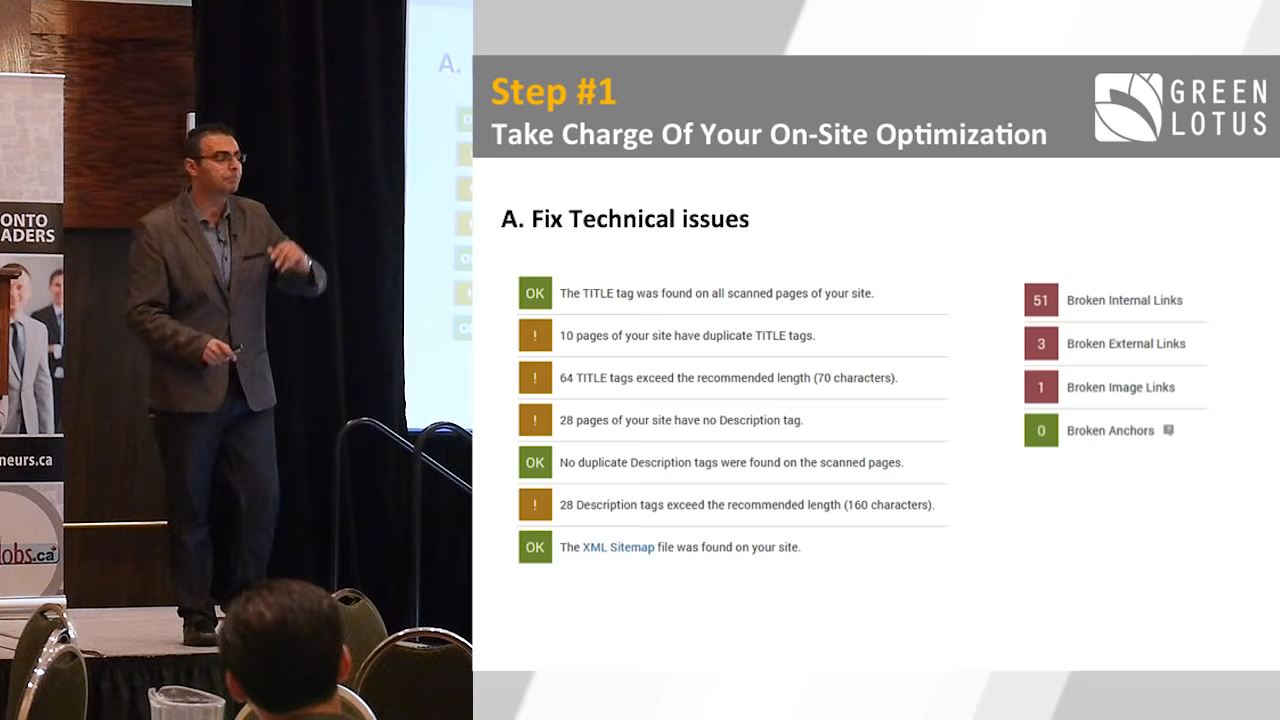 ONTO
ADERS
neurs.ca
Jobs.ca
A.
Step #1
Take Charge Of Your On-Site Optimization
GREEN
LOTUS
A. Fix Technical issues
OK The TITLE tag was found on all scanned pages of your site.
! 10 pages of your site have duplicate TITLE tags.
! 64 TITLE tags exceed the recommended length (70 characters).
! 28 pages of your site have no Description tag.
OK No duplicate Description tags were found on the scanned pages.
! 28 Description tags exceed the recommended length (160 characters).
OK The XML Sitemap file was found on your site.
51 Broken Internal Links
3 Broken External Links
1 Broken Image Links
0 Broken Anchors